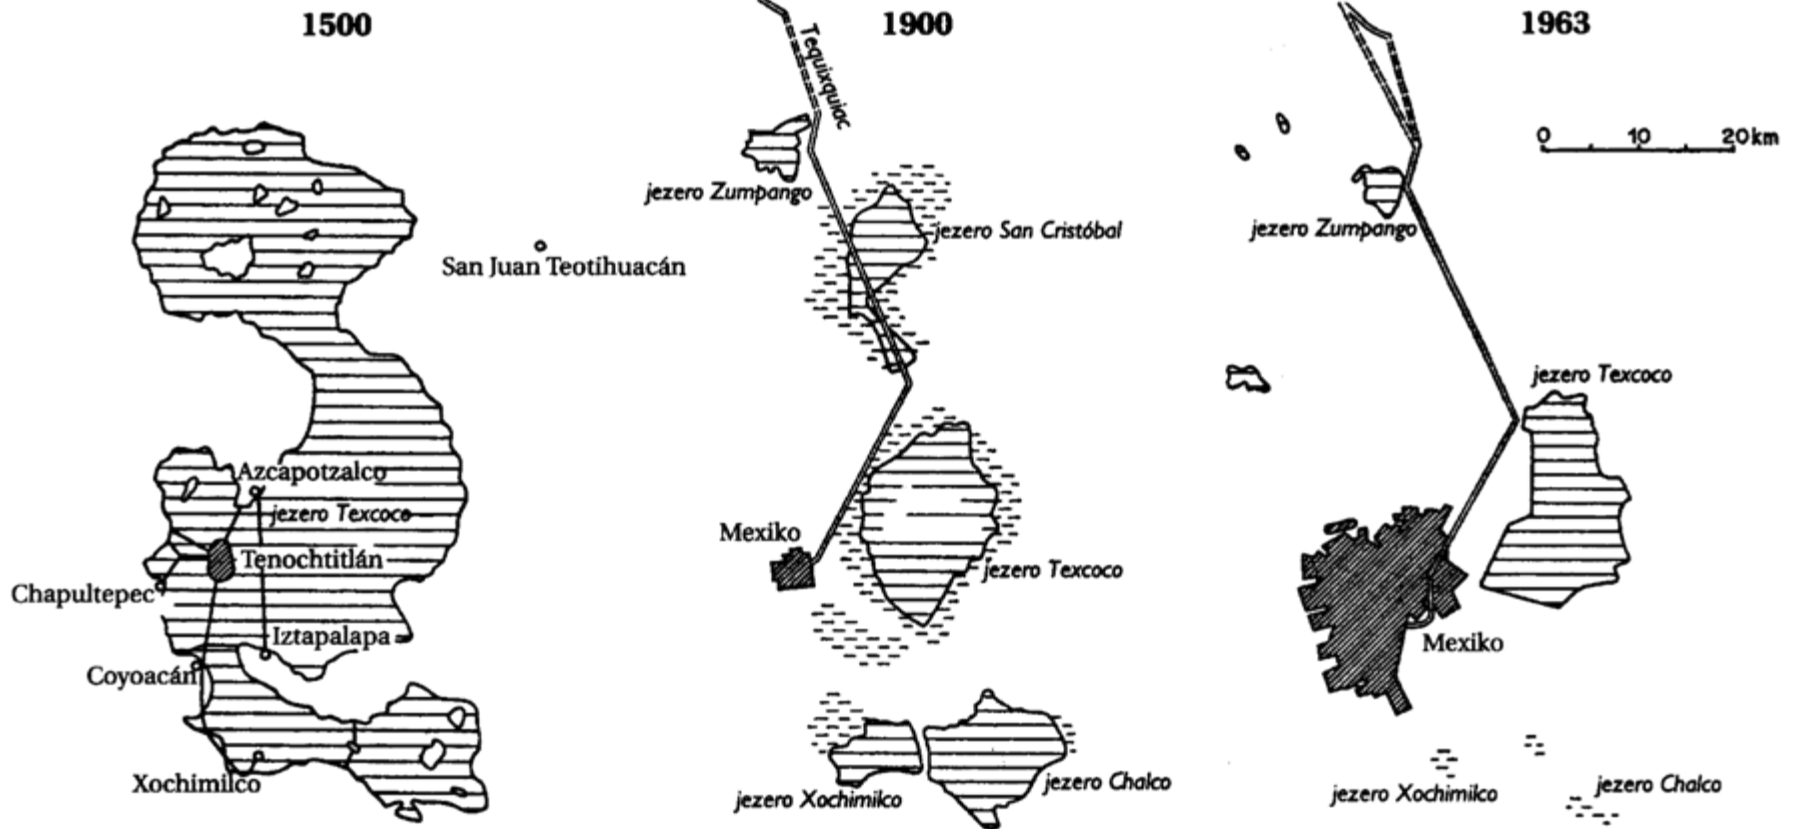 1500
San Juan Teotihuacán
Azcapotzalco
jezero Texcoco
Tenochtitlán
Chapultepec
Iztapalapa
Coyoacán
Xochimilco
1900
Tequixquiac
jezero Zumpango
jezero San Cristóbal
Mexiko
jezero Texcoco
jezero Xochimilco
jezero Chalco
1963
0 10 20 km
jezero Zumpango
jezero Texcoco
Mexiko
jezero Xochimilco
jezero Chalco